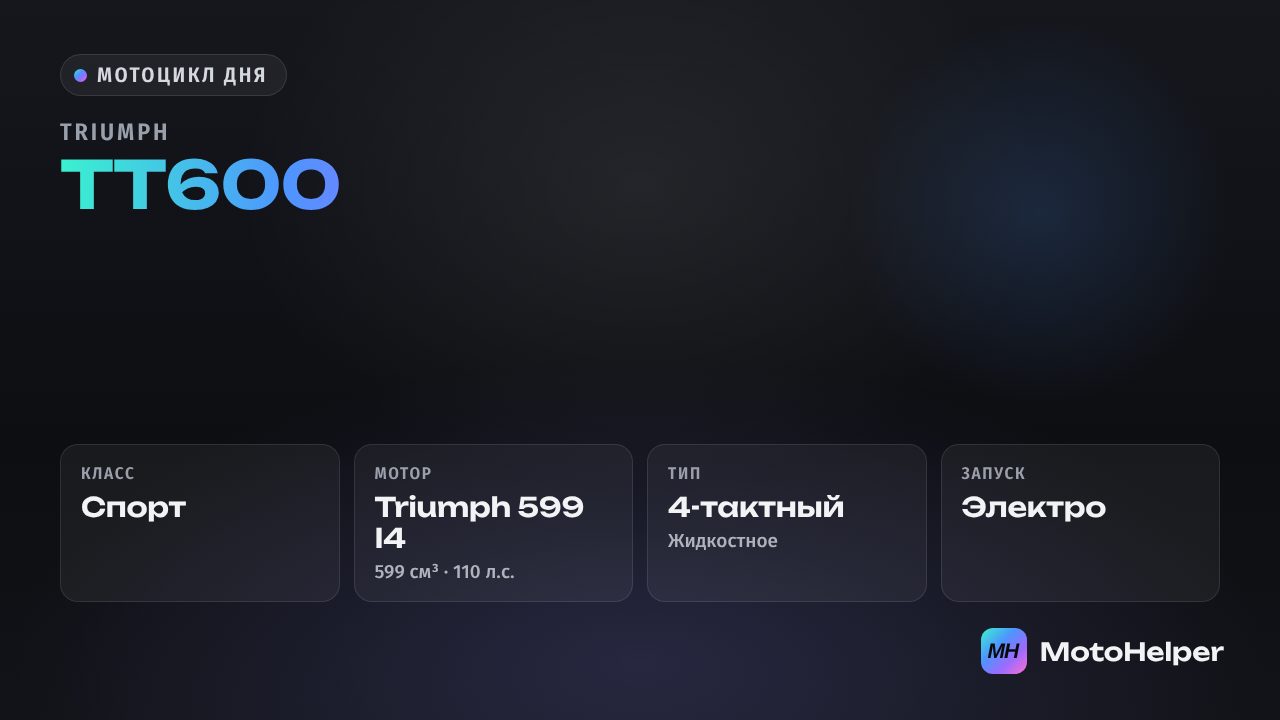 МОТОЦИКЛ ДНЯ
TRIUMPH
TT600
КЛАСС
Спорт
МОТОР
Triumph 599
I4
599 см³ · 110 л.с.
ТИП
4-тактный
Жидкостное
ЗАПУСК
Электро
MH MotoHelper